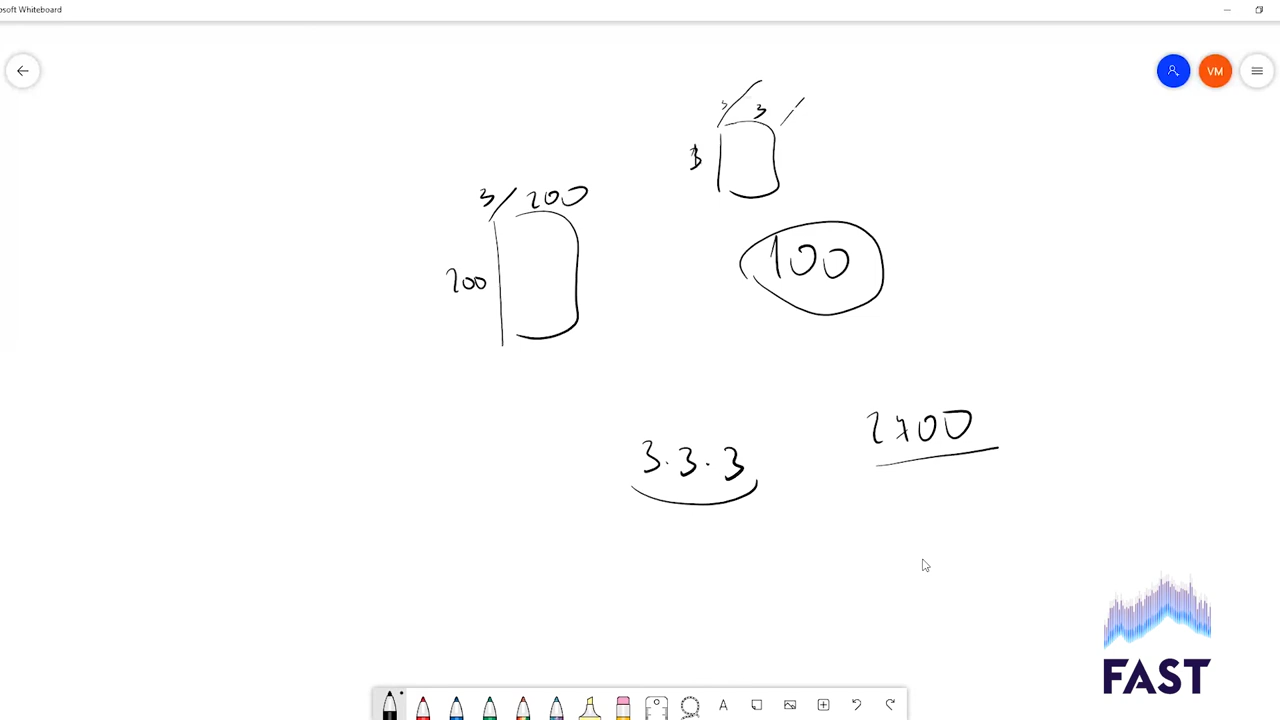 osoft Whiteboard
VM
3 3
3
3 / 200
200
100
3 · 3 · 3
2700
A
FAST